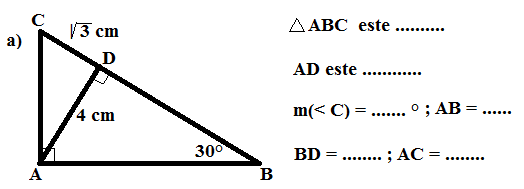 C
√3 cm
△ABC este ..........
a)
D
AD este ............
4 cm
m(< C) = ....... ° ; AB = ......
30°
BD = ........ ; AC = ........
A
B